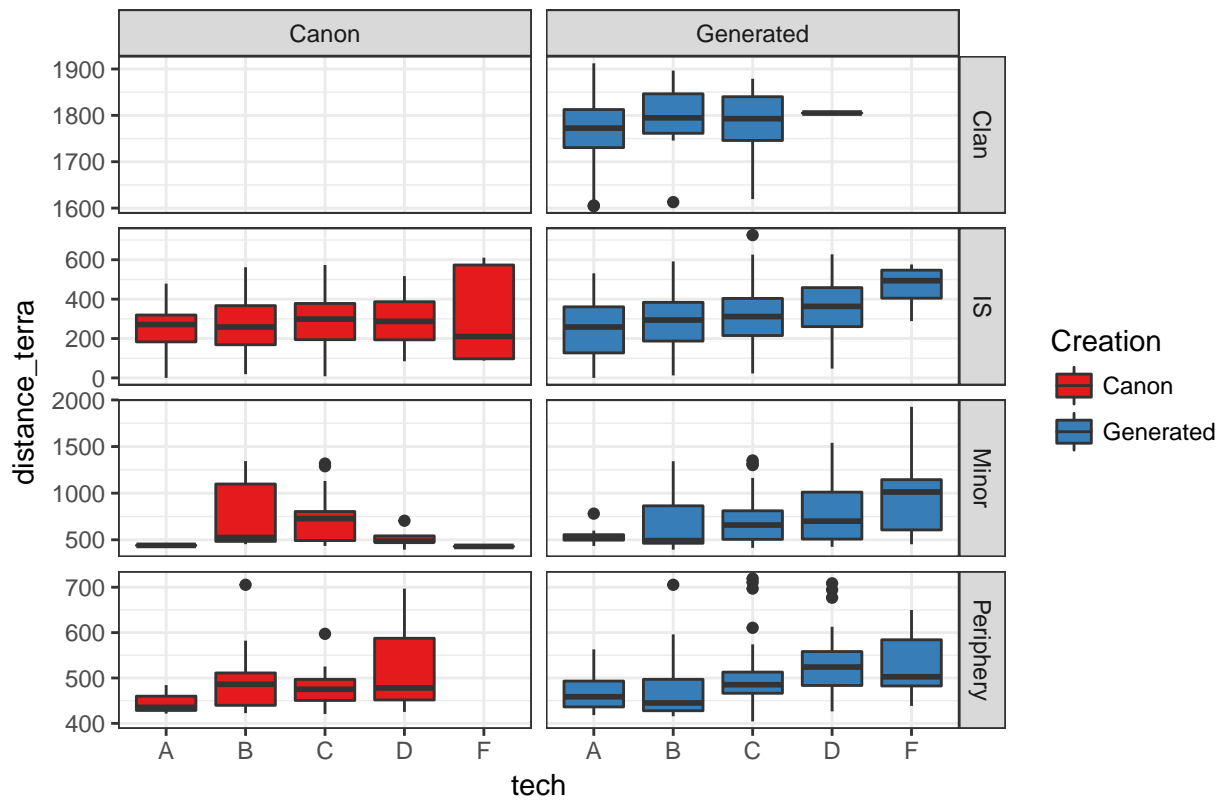 Canon
Generated
1900
1800
1700
1600
Clan
600
400
200
0
IS
2000
1500
1000
500
Minor
700
600
500
400
Periphery
A B C D F
A B C D F
tech
distance_terra
Creation
Canon
Generated